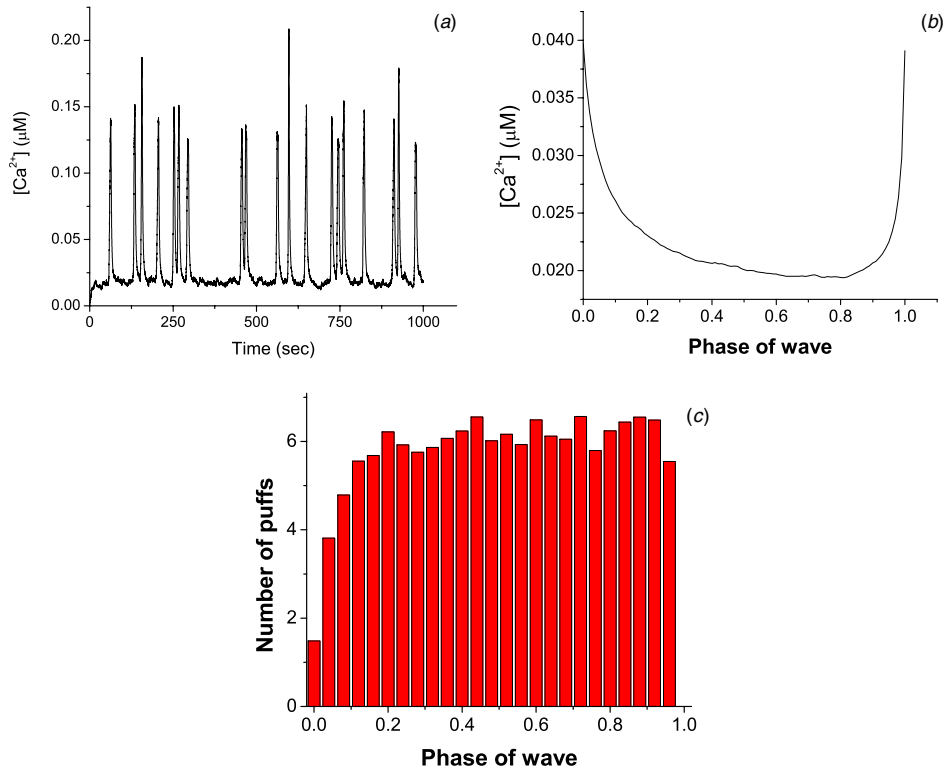 (a)
0.20
0.15
0.10
0.05
0.00
[Ca2+] (μM)
0 250 500 750 1000
Time (sec)
(b)
0.040
0.035
0.030
0.025
0.020
[Ca2+] (μM)
0.0 0.2 0.4 0.6 0.8 1.0
Phase of wave
(c)
6
4
2
0
Number of puffs
0.0 0.2 0.4 0.6 0.8 1.0
Phase of wave